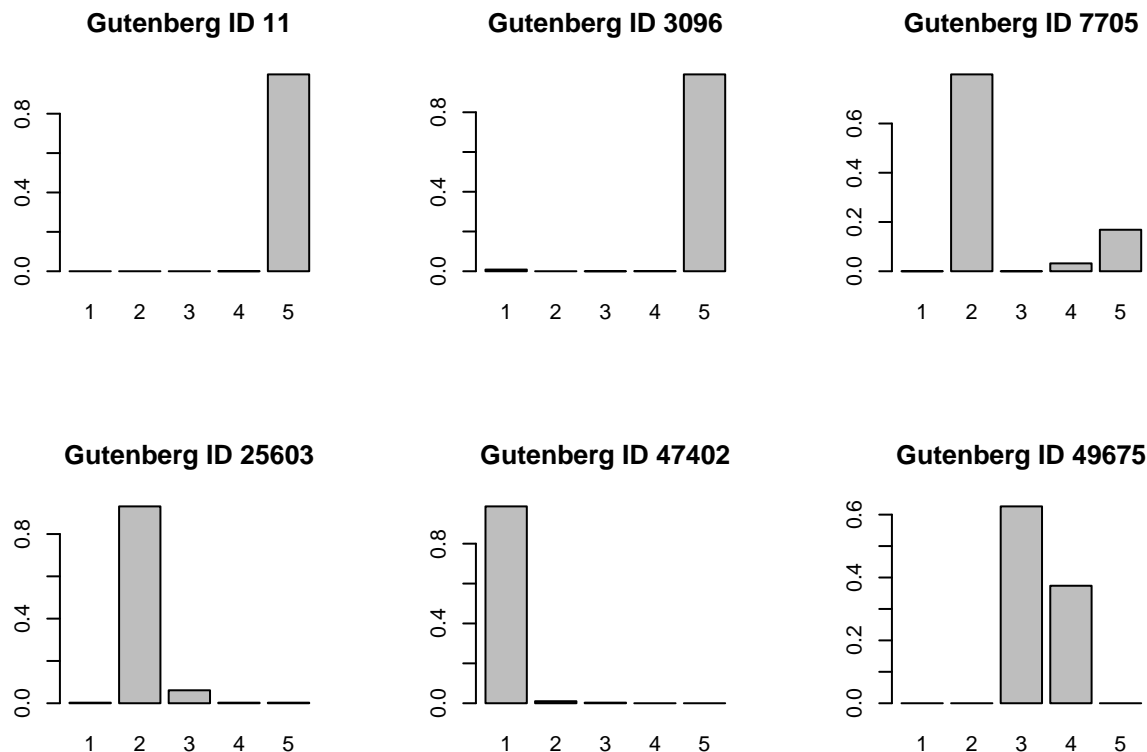 Gutenberg ID 11
0.0 0.4 0.8
1 2 3 4 5
Gutenberg ID 3096
0.0 0.4 0.8
1 2 3 4 5
Gutenberg ID 7705
0.0 0.2 0.4 0.6
1 2 3 4 5
Gutenberg ID 25603
0.0 0.4 0.8
1 2 3 4 5
Gutenberg ID 47402
0.0 0.4 0.8
1 2 3 4 5
Gutenberg ID 49675
0.0 0.2 0.4 0.6
1 2 3 4 5